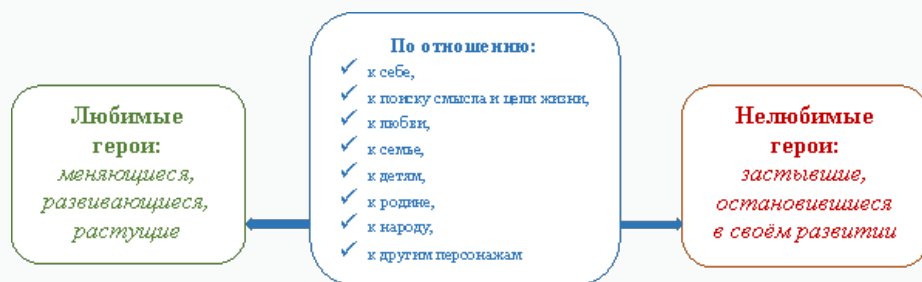 Любимые
герои:
меняющиеся,
развивающиеся,
растущие
По отношению:
к себе,
к поиску смысла и цели жизни,
к любви,
к семье,
к детям,
к родине,
к народу,
к другим персонажам
Нелюбимые
герои:
застывшие,
остановившиеся
в своём развитии